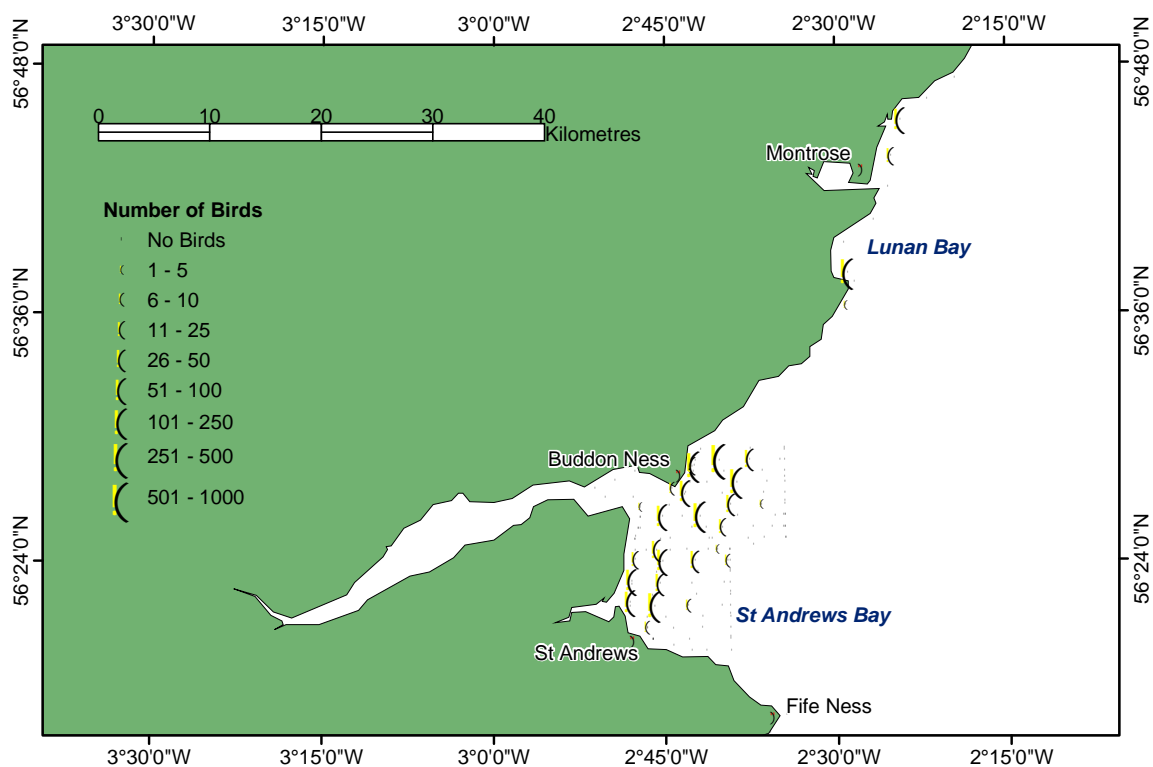 3°30'0"W 3°15'0"W 3°0'0"W 2°45'0"W 2°30'0"W 2°15'0"W
56°48'0"N 56°48'0"N
0 10 20 30 40
Kilometres
Montrose
Number of Birds
No Birds
Lunan Bay
1 - 5
6 - 10
56°36'0"N 56°36'0"N
11 - 25
26 - 50
51 - 100
101 - 250
251 - 500
Buddon Ness
501 - 1000
56°24'0"N 56°24'0"N
St Andrews Bay
St Andrews
Fife Ness
3°30'0"W 3°15'0"W 3°0'0"W 2°45'0"W 2°30'0"W 2°15'0"W